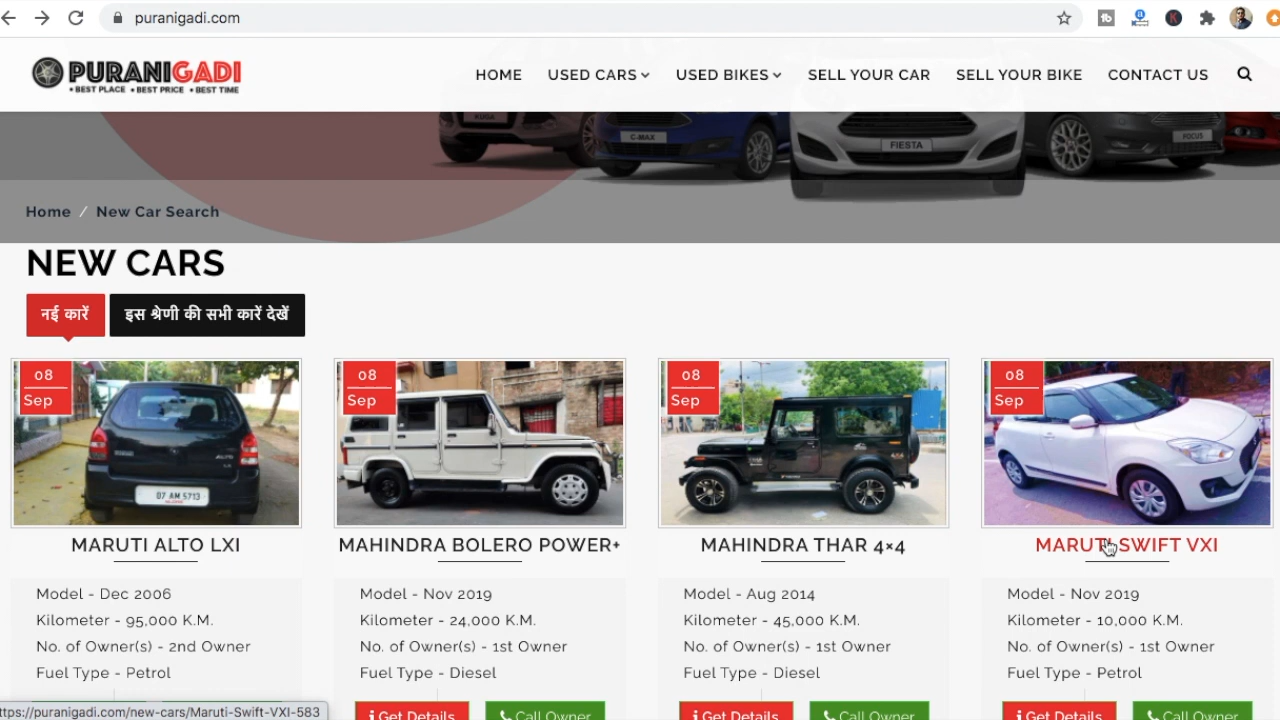 puranigadi.com
PURANIGADI
• BEST PLACE • BEST PRICE • BEST TIME
HOME USED CARS USED BIKES SELL YOUR CAR SELL YOUR BIKE CONTACT US
KUGA
C-MAX
FIESTA
FOCUS
Home / New Car Search
NEW CARS
नई कारें इस श्रेणी की सभी कारें देखें
08 08 08 08
Sep Sep Sep Sep
ALTO
MARUTI ALTO LXI MAHINDRA BOLERO POWER+ MAHINDRA THAR 4×4 MARUTI SWIFT VXI
Model - Dec 2006 Model - Nov 2019 Model - Aug 2014 Model - Nov 2019
Kilometer - 95,000 K.M. Kilometer - 24,000 K.M. Kilometer - 45,000 K.M. Kilometer - 10,000 K.M.
No. of Owner(s) - 2nd Owner No. of Owner(s) - 1st Owner No. of Owner(s) - 1st Owner No. of Owner(s) - 1st Owner
Fuel Type - Petrol Fuel Type - Diesel Fuel Type - Diesel Fuel Type - Petrol
ttps://puranigadi.com/new-cars/Maruti-Swift-VXI-583 Get Details Call Owner Get Details Call Owner Get Details Call Owner